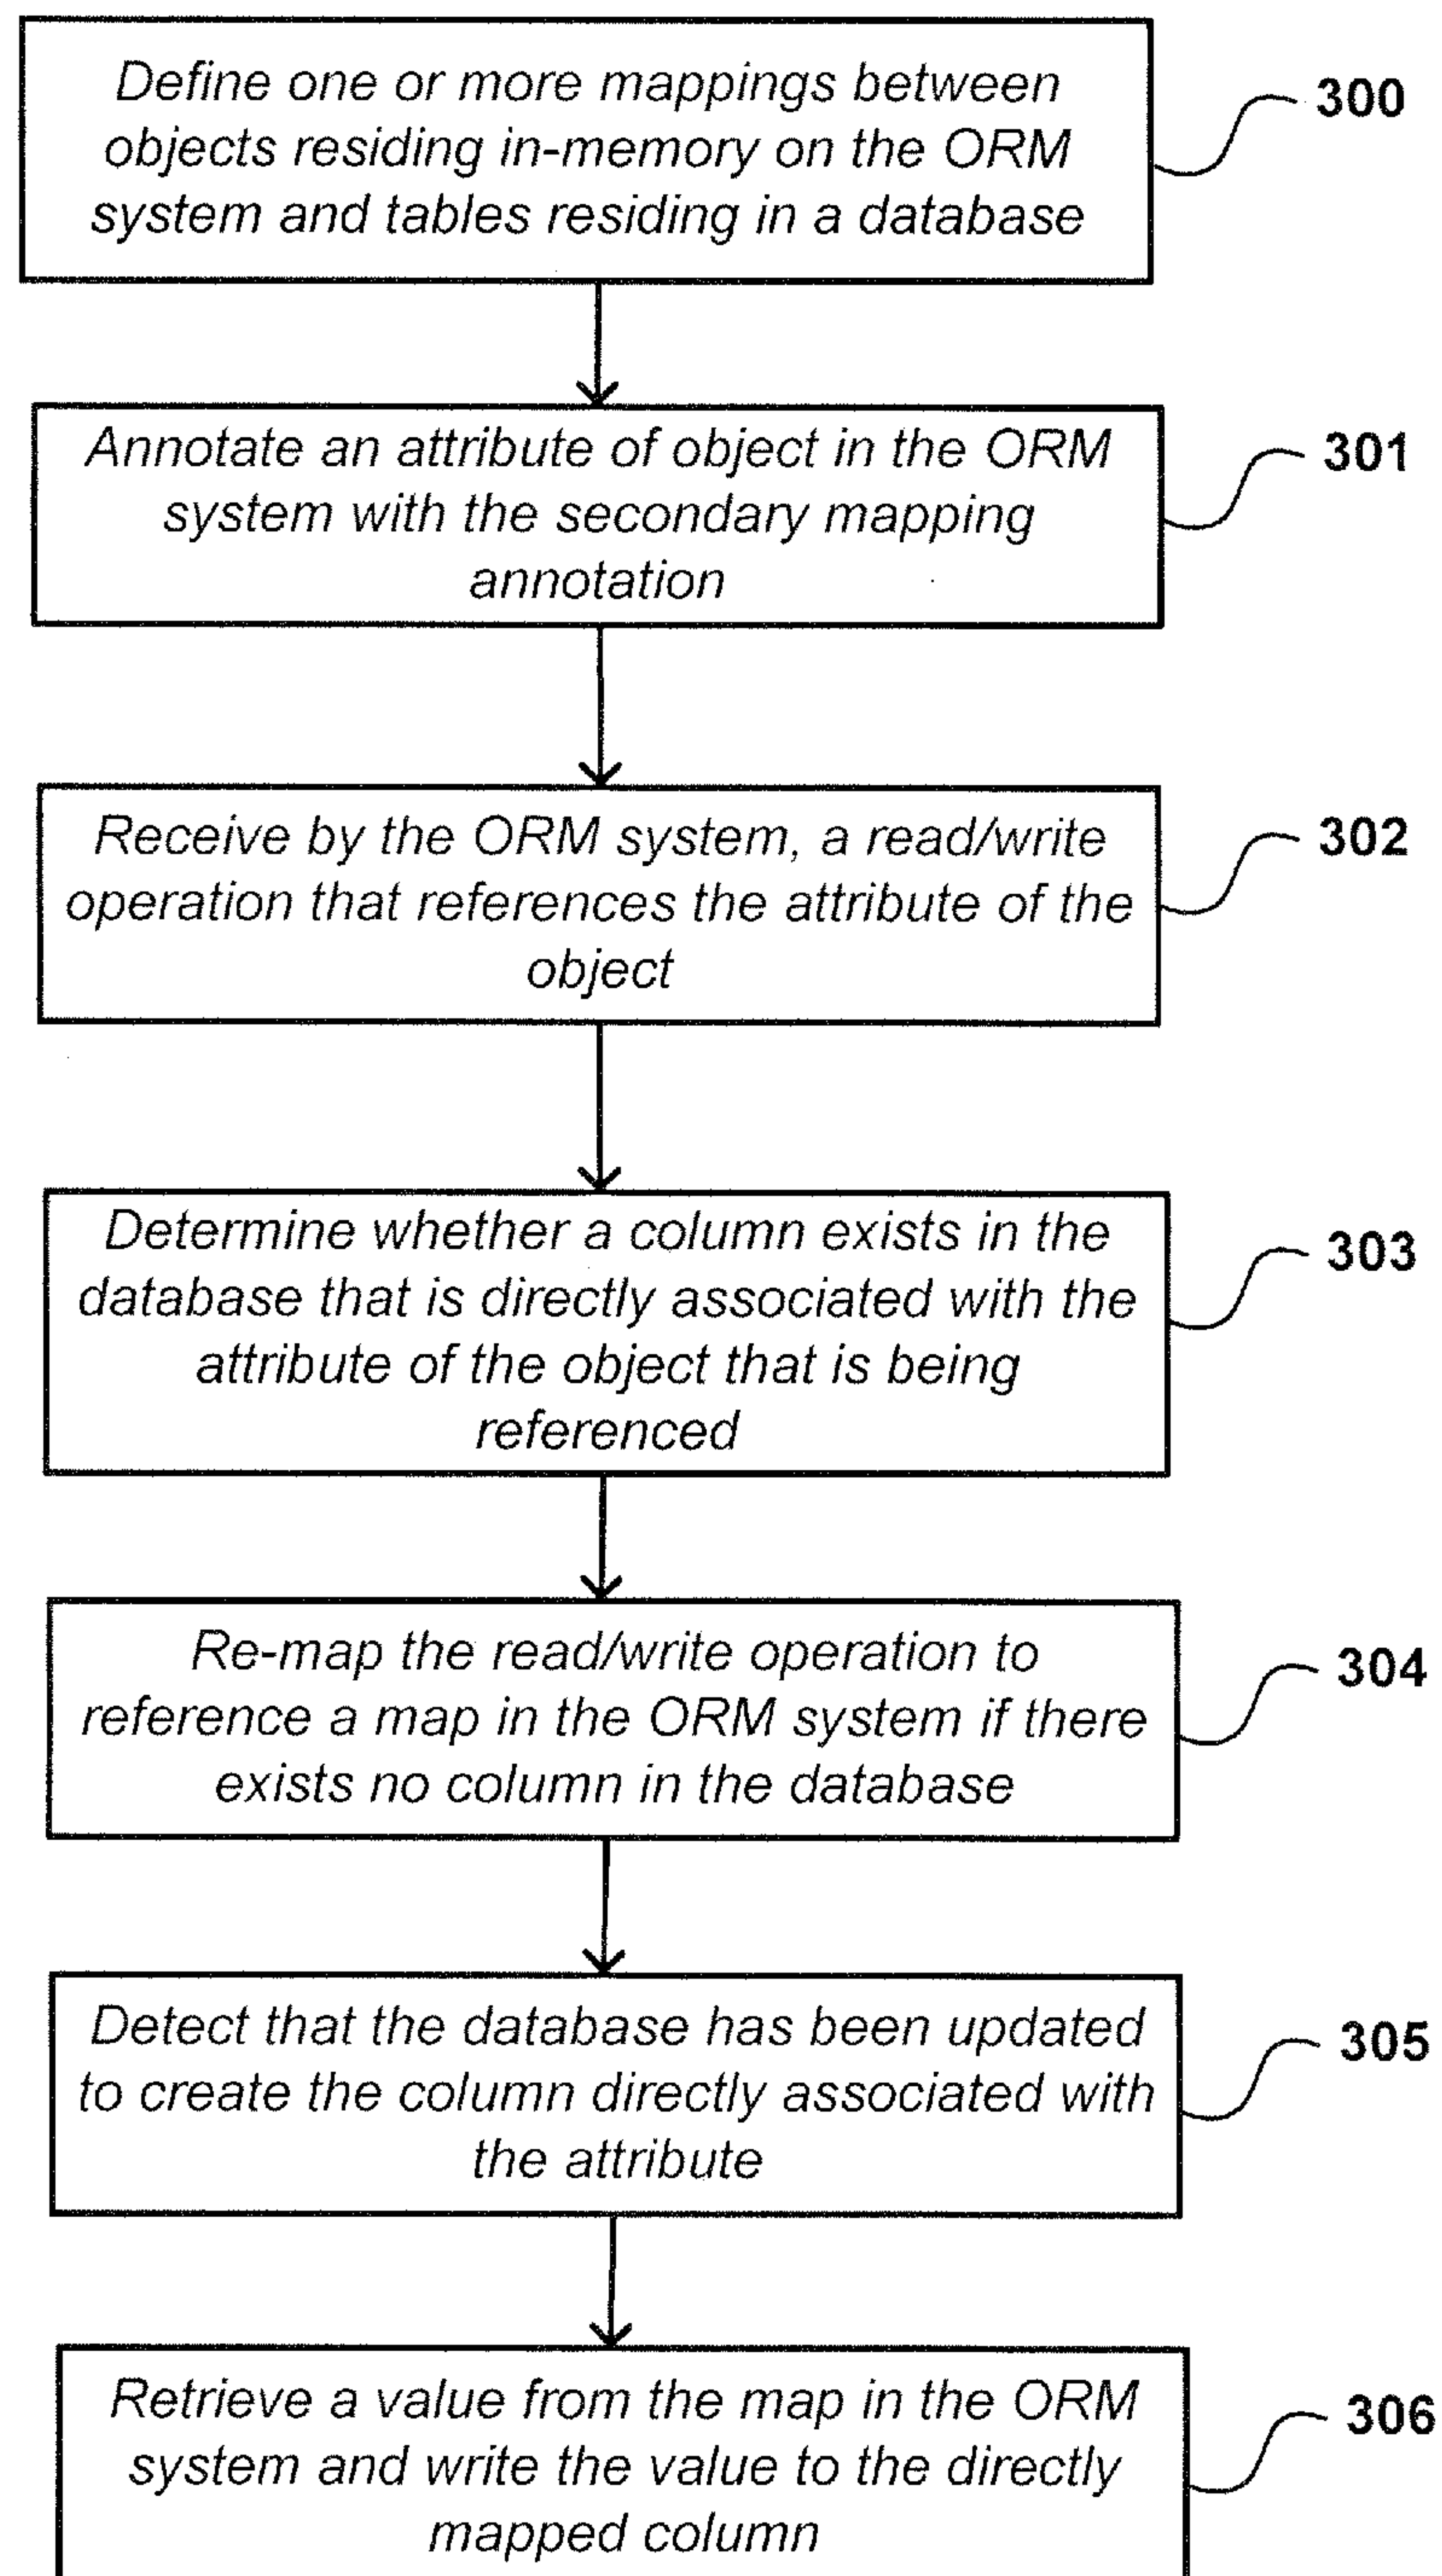 Define one or more mappings between
objects residing in-memory on the ORM
system and tables residing in a database
300
Annotate an attribute of object in the ORM
system with the secondary mapping
annotation
301
Receive by the ORM system, a read/write
operation that references the attribute of the
object
302
Determine whether a column exists in the
database that is directly associated with the
attribute of the object that is being
referenced
303
Re-map the read/write operation to
reference a map in the ORM system if there
exists no column in the database
304
Detect that the database has been updated
to create the column directly associated with
the attribute
305
Retrieve a value from the map in the ORM
system and write the value to the directly
mapped column
306